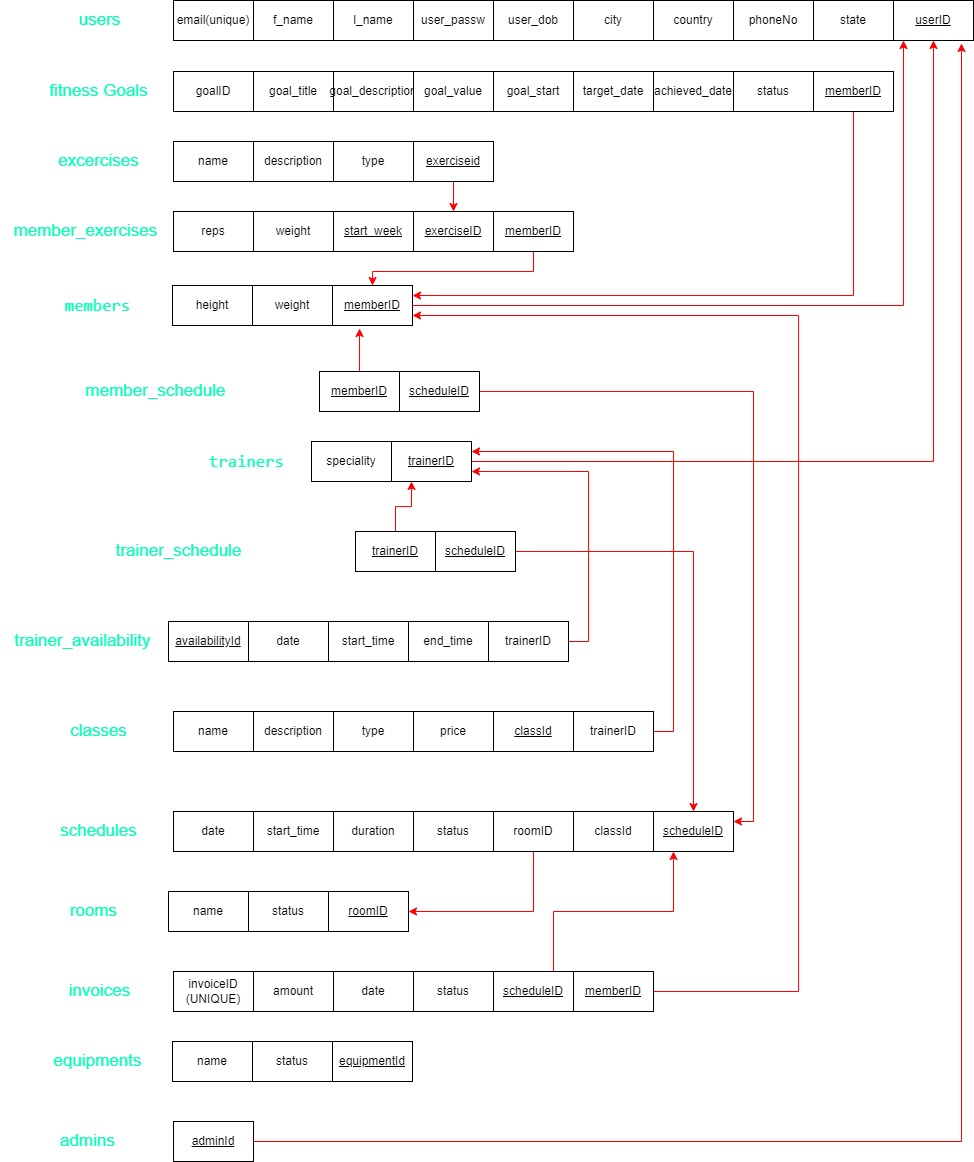 users email(unique) f_name l_name user_passw user_dob city country phoneNo state userID
fitness Goals goalID goal_title goal_description goal_value goal_start target_date achieved_date status memberID
excercises name description type exerciseid
member_exercises reps weight start_week exerciseID memberID
members height weight memberID
member_schedule memberID scheduleID
trainers speciality trainerID
trainer_schedule trainerID scheduleID
trainer_availability availabilityId date start_time end_time trainerID
classes name description type price classId trainerID
schedules date start_time duration status roomID classId scheduleID
rooms name status roomID
invoices invoiceID (UNIQUE) amount date status scheduleID memberID
equipments name status equipmentId
admins adminId